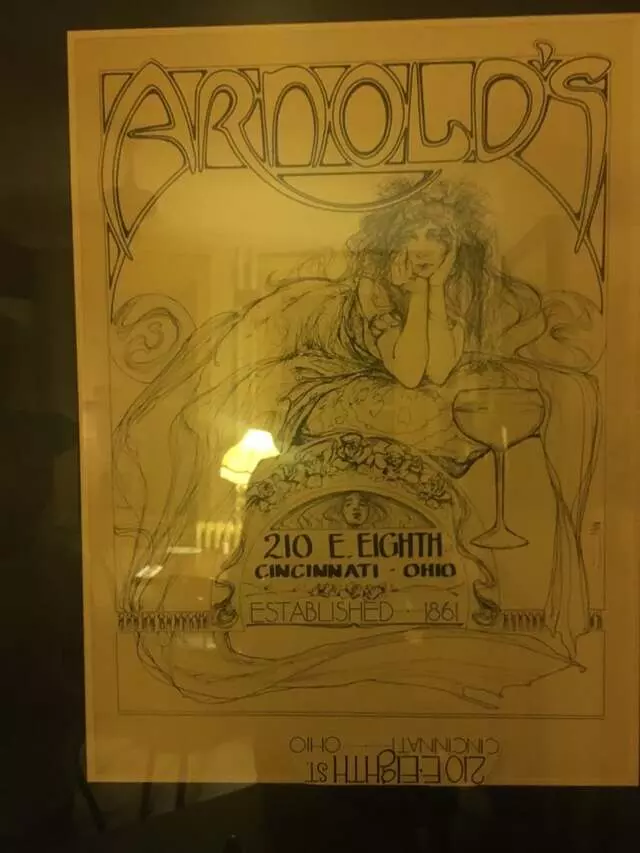 ARNOLD'S
210 E. EIGHTH
CINCINNATI · OHIO
ESTABLISHED · 1861
210 E. EIGHTH ST.
CINCINNATI OHIO